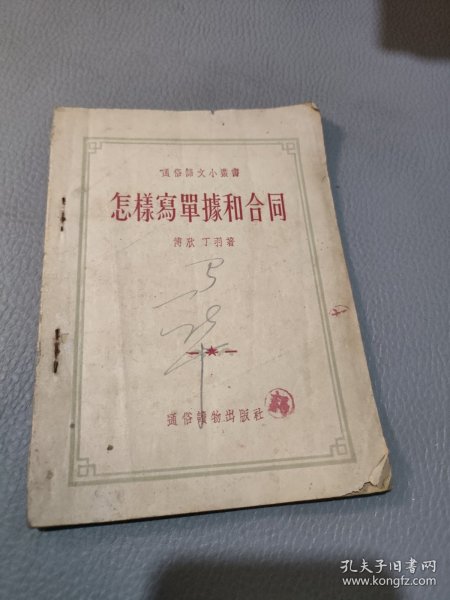 通俗語文小叢書
怎樣寫單據和合同
傅欣 丁羽著
通俗讀物出版社
孔夫子旧书网
www.kongfz.com